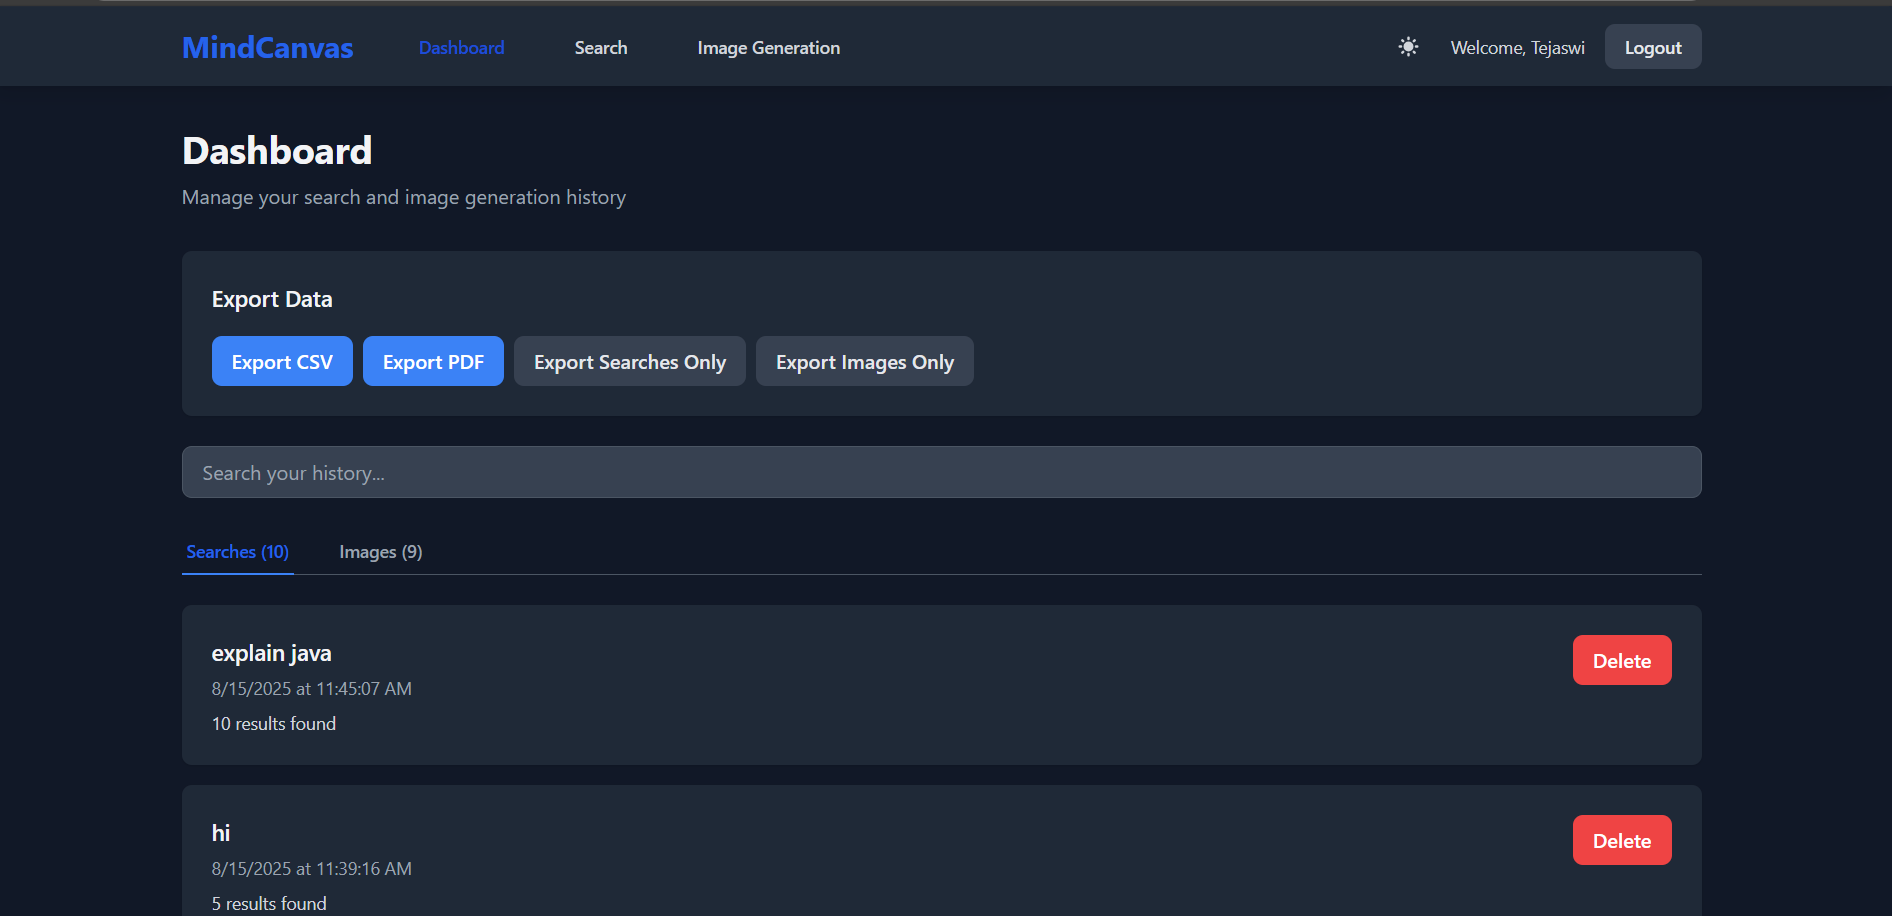 MindCanvas Dashboard Search Image Generation Welcome, Tejaswi Logout
Dashboard
Manage your search and image generation history
Export Data
Export CSV Export PDF Export Searches Only Export Images Only
Search your history...
Searches (10) Images (9)
explain java
Delete
8/15/2025 at 11:45:07 AM
10 results found
hi
Delete
8/15/2025 at 11:39:16 AM
5 results found